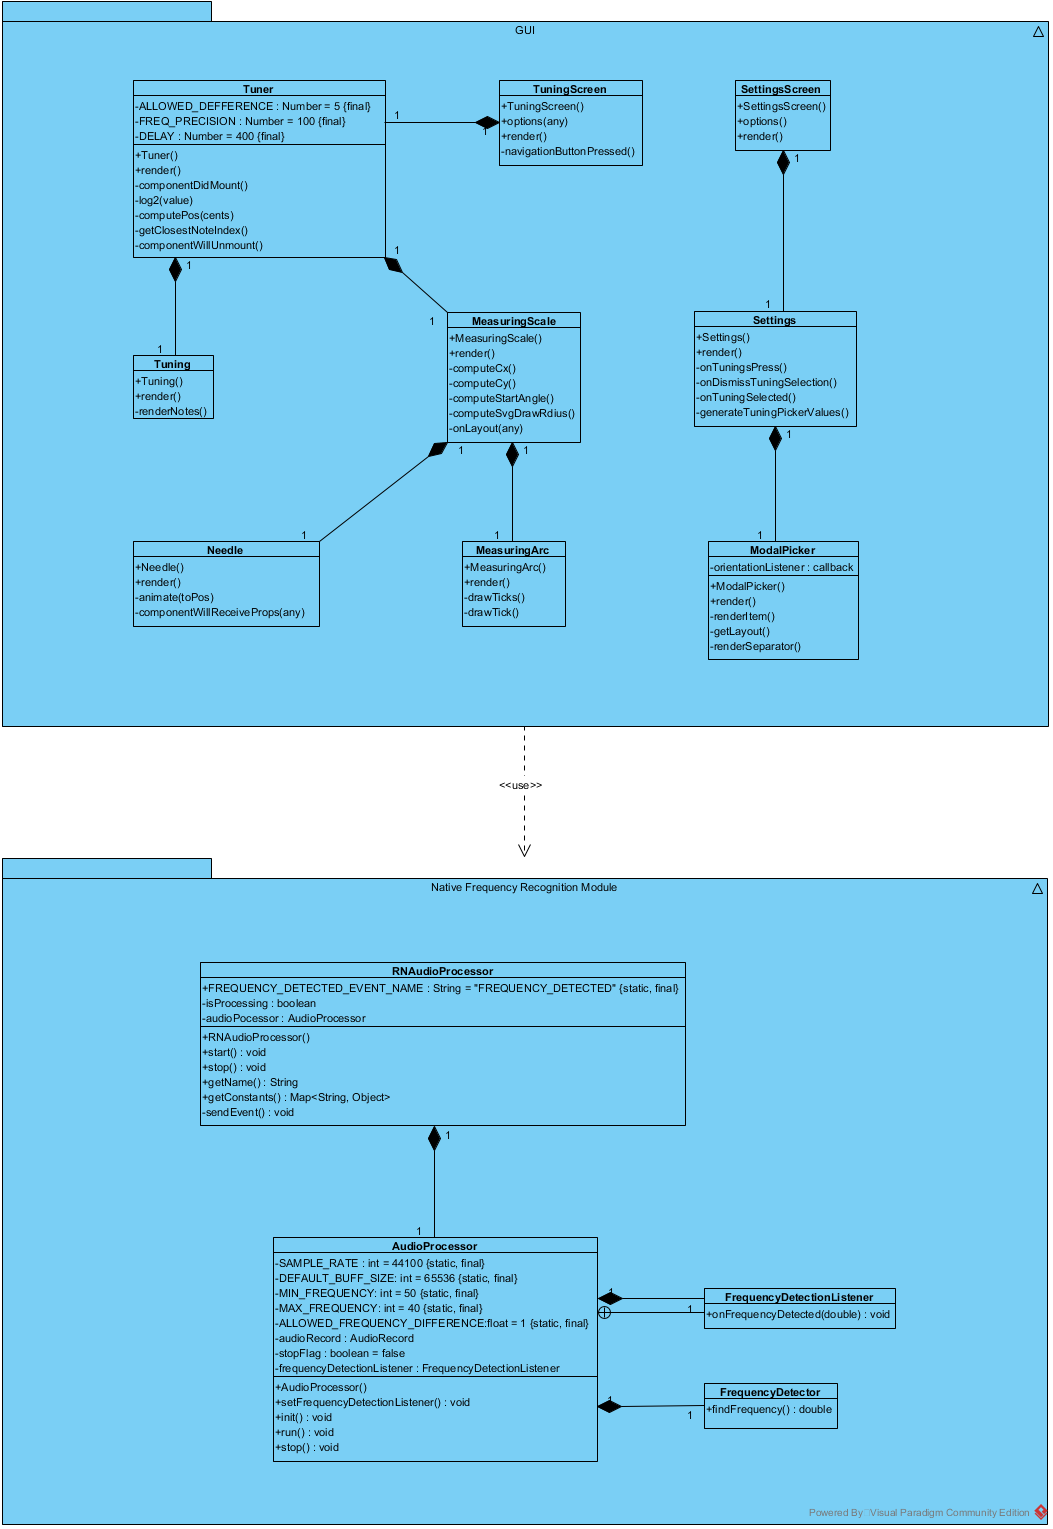 GUI
Tuner
-ALLOWED_DEFFERENCE : Number = 5 {final}
-FREQ_PRECISION : Number = 100 {final}
-DELAY : Number = 400 {final}
+Tuner()
+render()
-componentDidMount()
-log2(value)
-computePos(cents)
-getClosestNoteIndex()
-componentWillUnmount()
1
1
TuningScreen
+TuningScreen()
+options(any)
+render()
-navigationButtonPressed()
SettingsScreen
+SettingsScreen()
+options()
+render()
1
1
1
1
1
1
Tuning
+Tuning()
+render()
-renderNotes()
MeasuringScale
+MeasuringScale()
+render()
-computeCx()
-computeCy()
-computeStartAngle()
-computeSvgDrawRdius()
-onLayout(any)
Settings
+Settings()
+render()
-onTuningsPress()
-onDismissTuningSelection()
-onTuningSelected()
-generateTuningPickerValues()
1
1
1
1
1
1
Needle
+Needle()
+render()
-animate(toPos)
-componentWillReceiveProps(any)
MeasuringArc
+MeasuringArc()
+render()
-drawTicks()
-drawTick()
ModalPicker
-orientationListener : callback
+ModalPicker()
+render()
-renderItem()
-getLayout()
-renderSeparator()
<<use>>
Native Frequency Recognition Module
RNAudioProcessor
+FREQUENCY_DETECTED_EVENT_NAME : String = "FREQUENCY_DETECTED" {static, final}
-isProcessing : boolean
-audioPocessor : AudioProcessor
+RNAudioProcessor()
+start() : void
+stop() : void
+getName() : String
+getConstants() : Map<String, Object>
-sendEvent() : void
1
1
AudioProcessor
-SAMPLE_RATE : int = 44100 {static, final}
-DEFAULT_BUFF_SIZE: int = 65536 {static, final}
-MIN_FREQUENCY: int = 50 {static, final}
-MAX_FREQUENCY: int = 40 {static, final}
-ALLOWED_FREQUENCY_DIFFERENCE:float = 1 {static, final}
-audioRecord : AudioRecord
-stopFlag : boolean = false
-frequencyDetectionListener : FrequencyDetectionListener
+AudioProcessor()
+setFrequencyDetectionListener() : void
+init() : void
+run() : void
+stop() : void
1
1
FrequencyDetectionListener
+onFrequencyDetected(double) : void
1
1
FrequencyDetector
+findFrequency() : double
Powered By Visual Paradigm Community Edition